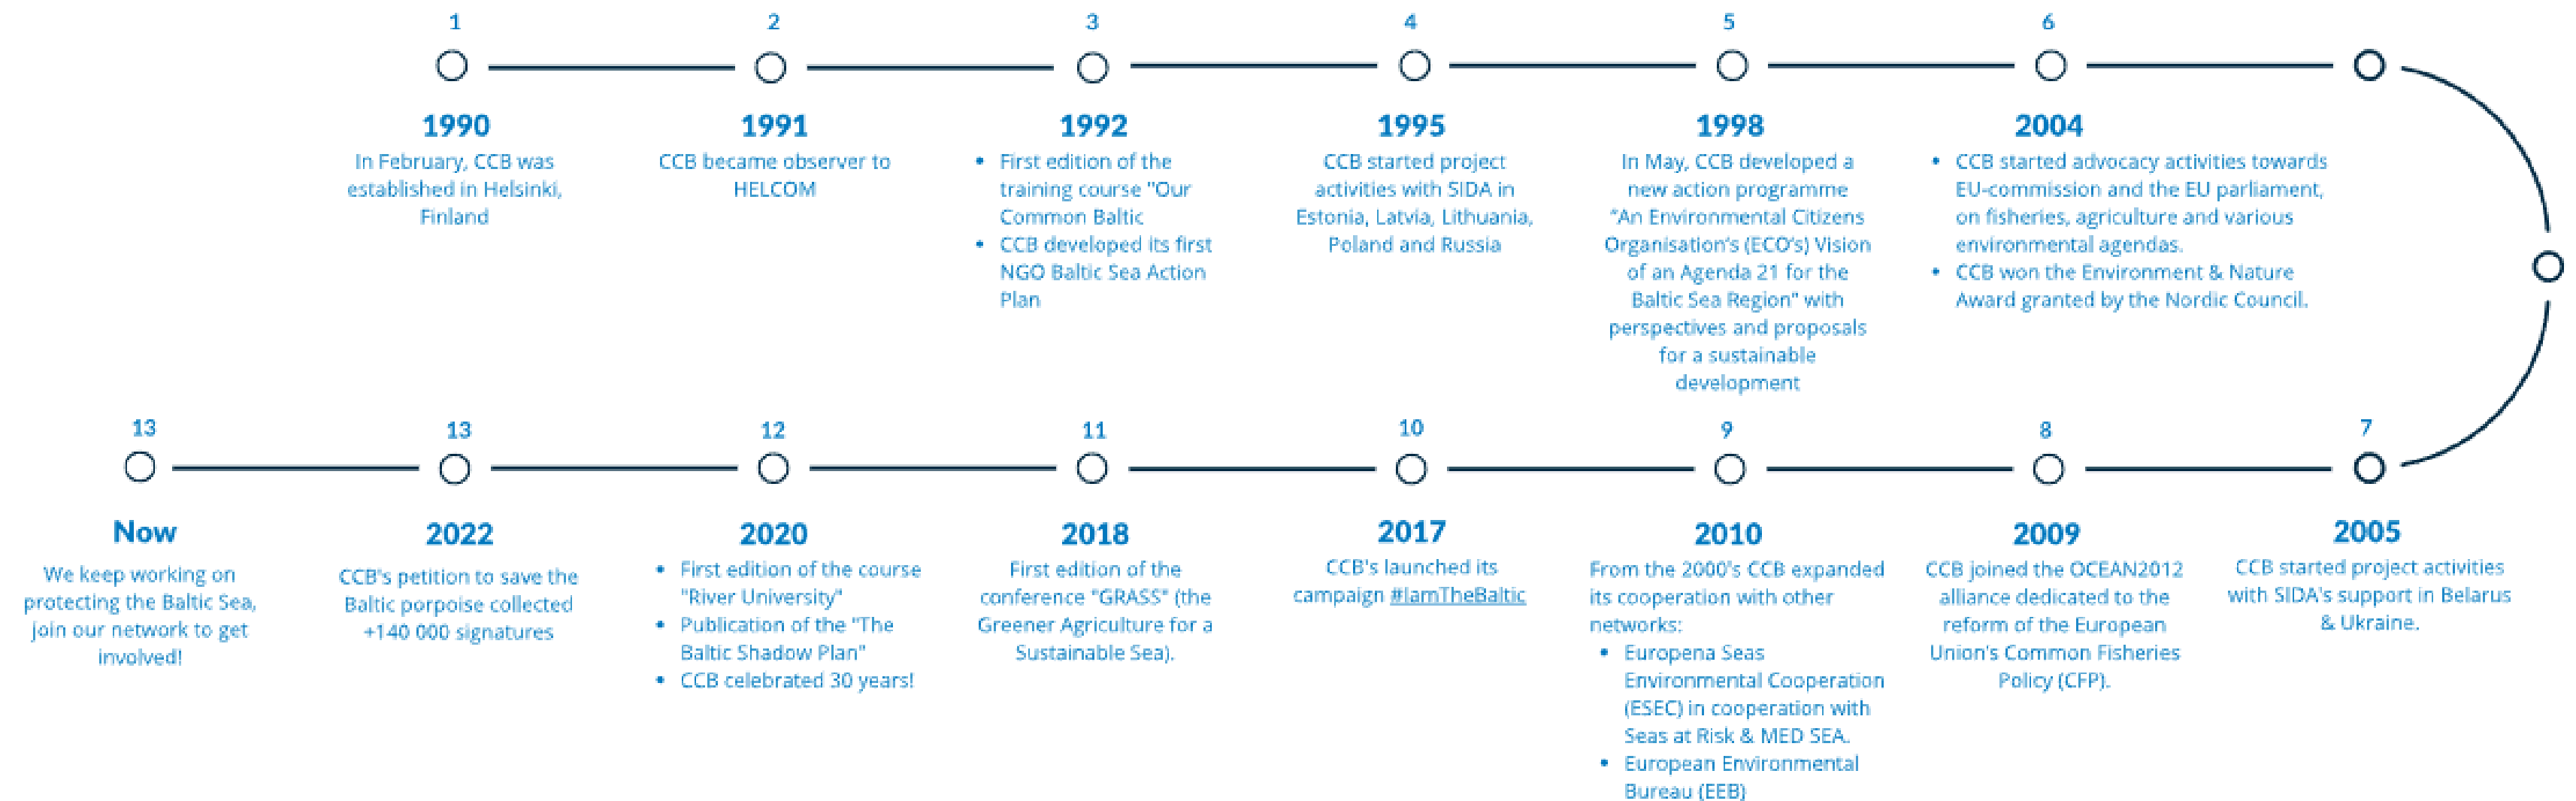 1
1990
In February, CCB was
established in Helsinki,
Finland
2
1991
CCB became observer to
HELCOM
3
1992
• First edition of the
training course "Our
Common Baltic
• CCB developed its first
NGO Baltic Sea Action
Plan
4
1995
CCB started project
activities with SIDA in
Estonia, Latvia, Lithuania,
Poland and Russia
5
1998
In May, CCB developed a
new action programme
"An Environmental Citizens
Organisation's (ECO's) Vision
of an Agenda 21 for the
Baltic Sea Region" with
perspectives and proposals
for a sustainable
development
6
2004
• CCB started advocacy activities towards
EU-commission and the EU parliament,
on fisheries, agriculture and various
environmental agendas.
• CCB won the Environment & Nature
Award granted by the Nordic Council.
7
2005
CCB started project activities
with SIDA's support in Belarus
& Ukraine.
8
2009
CCB joined the OCEAN2012
alliance dedicated to the
reform of the European
Union's Common Fisheries
Policy (CFP).
9
2010
From the 2000's CCB expanded
its cooperation with other
networks:
• Europena Seas
Environmental Cooperation
(ESEC) in cooperation with
Seas at Risk & MED SEA.
• European Environmental
Bureau (EEB)
10
2017
CCB's launched its
campaign #IamTheBaltic
11
2018
First edition of the
conference "GRASS" (the
Greener Agriculture for a
Sustainable Sea).
12
2020
• First edition of the course
"River University"
• Publication of the "The
Baltic Shadow Plan"
• CCB celebrated 30 years!
13
2022
CCB's petition to save the
Baltic porpoise collected
+140 000 signatures
13
Now
We keep working on
protecting the Baltic Sea,
join our network to get
involved!